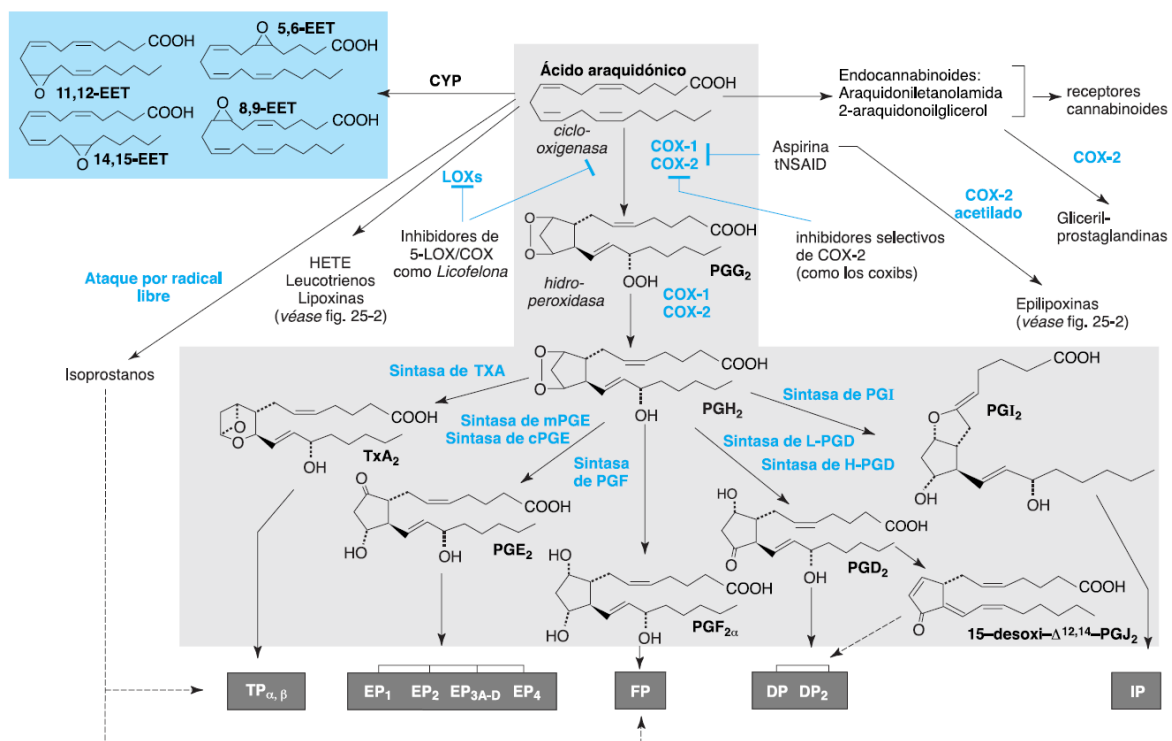 5,6-EET
COOH
COOH
11,12-EET
8,9-EET
COOH
COOH
14,15-EET
CYP
Ácido araquidónico
COOH
Endocannabinoides:
Araquidoniletanolamida
2-araquidonoilglicerol
receptores
cannabinoides
ciclo-
oxigenasa
COX-1
COX-2
Aspirina
tNSAID
COX-2
LOXs
COX-2
acetilado
Gliceril-
prostaglandinas
Inhibidores de
5-LOX/COX
como Licofelona
COOH
PGG2
OOH
inhibidores selectivos
de COX-2
(como los coxibs)
HETE
Leucotrienos
Lipoxinas
(véase fig. 25-2)
Ataque por radical
libre
hidro-
peroxidasa
COX-1
COX-2
Epilipoxinas
(véase fig. 25-2)
Isoprostanos
Sintasa de TXA
COOH
PGH2
OH
Sintasa de PGI
COOH
PGI2
O
O
O
O
O
O
O
O
O
COOH
TxA2
OH
Sintasa de mPGE
Sintasa de cPGE
Sintasa
de PGF
Sintasa de L-PGD
Sintasa de H-PGD
OH
OH
O
COOH
HO
OH
PGE2
HO
COOH
O
OH
PGD2
HO
COOH
HO
OH
PGF2α
COOH
O
15–desoxi–Δ12,14–PGJ2
TPα, β
EP1 EP2 EP3A-D EP4
FP
DP DP2
IP